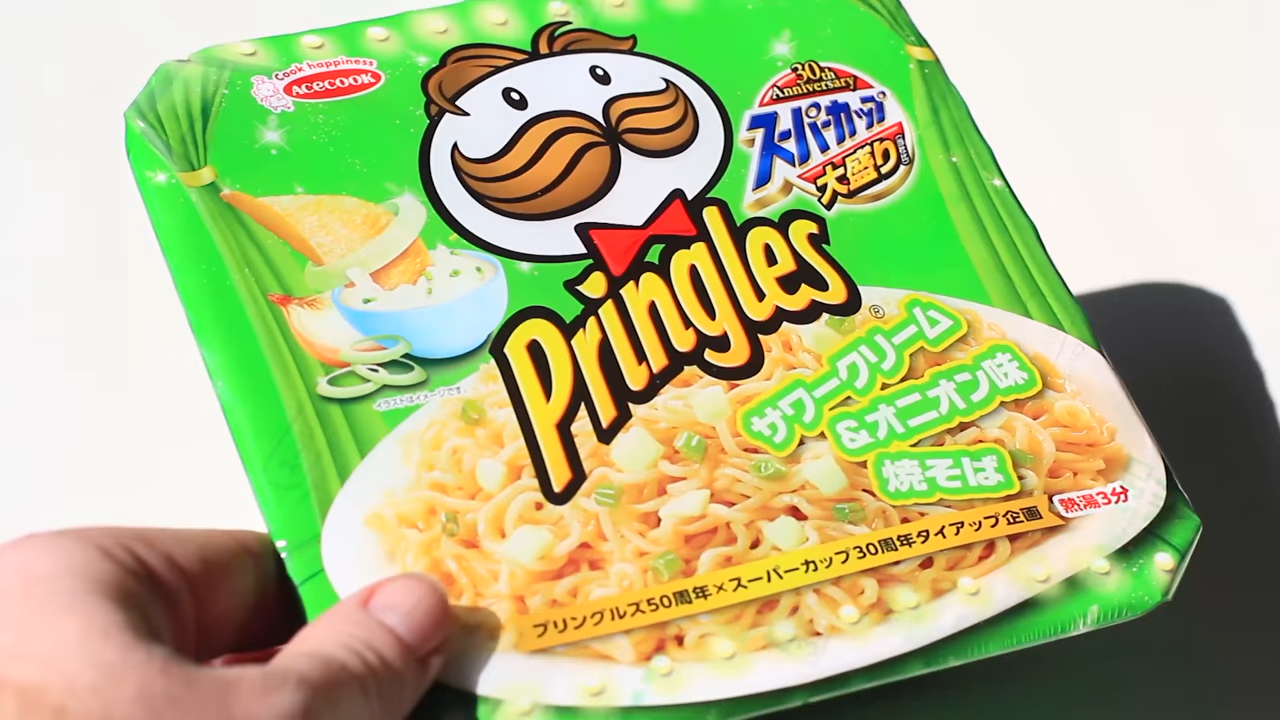 Cook happiness
ACECOOK
30th
Anniversary
スーパーカップ
大盛り
Pringles
®
サワークリーム
&オニオン味
焼そば
イラストはイメージです。
熱湯3分
プリングルズ50周年×スーパーカップ30周年タイアップ企画